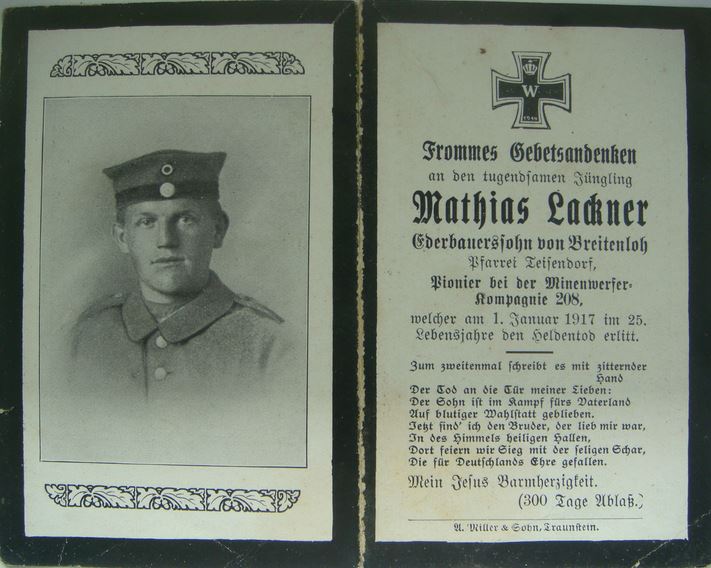 W
1914
Frommes Gebetsandenken
an den tugendsamen Jüngling
Mathias Lackner
Ederbauerssohn von Breitenloh
Pfarrei Teisendorf,
Pionier bei der Minenwerfer-
Kompagnie 208,
welcher am 1. Januar 1917 im 25.
Lebensjahre den Heldentod erlitt.
Zum zweitenmal schreibt es mit zitternder
Hand
Der Tod an die Tür meiner Lieben:
Der Sohn ist im Kampf fürs Vaterland
Auf blutiger Wahlstatt geblieben.
Jetzt find' ich den Bruder, der lieb mir war,
In des Himmels heiligen Hallen,
Dort feiern wir Sieg mit der seligen Schar,
Die für Deutschlands Ehre gefallen.
Mein Jesus Barmherzigkeit.
(300 Tage Ablaß.)
A. Miller & Sohn, Traunstein.